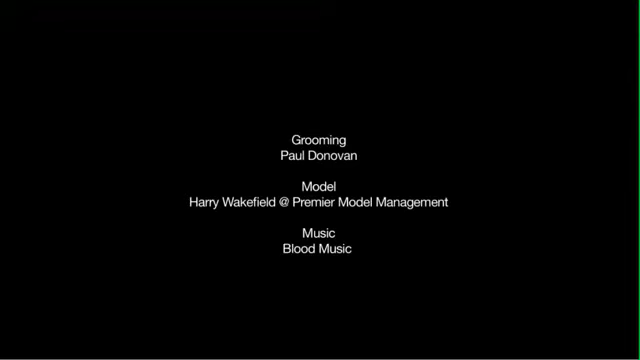 Grooming
Paul Donovan
Model
Harry Wakefield @ Premier Model Management
Music
Blood Music